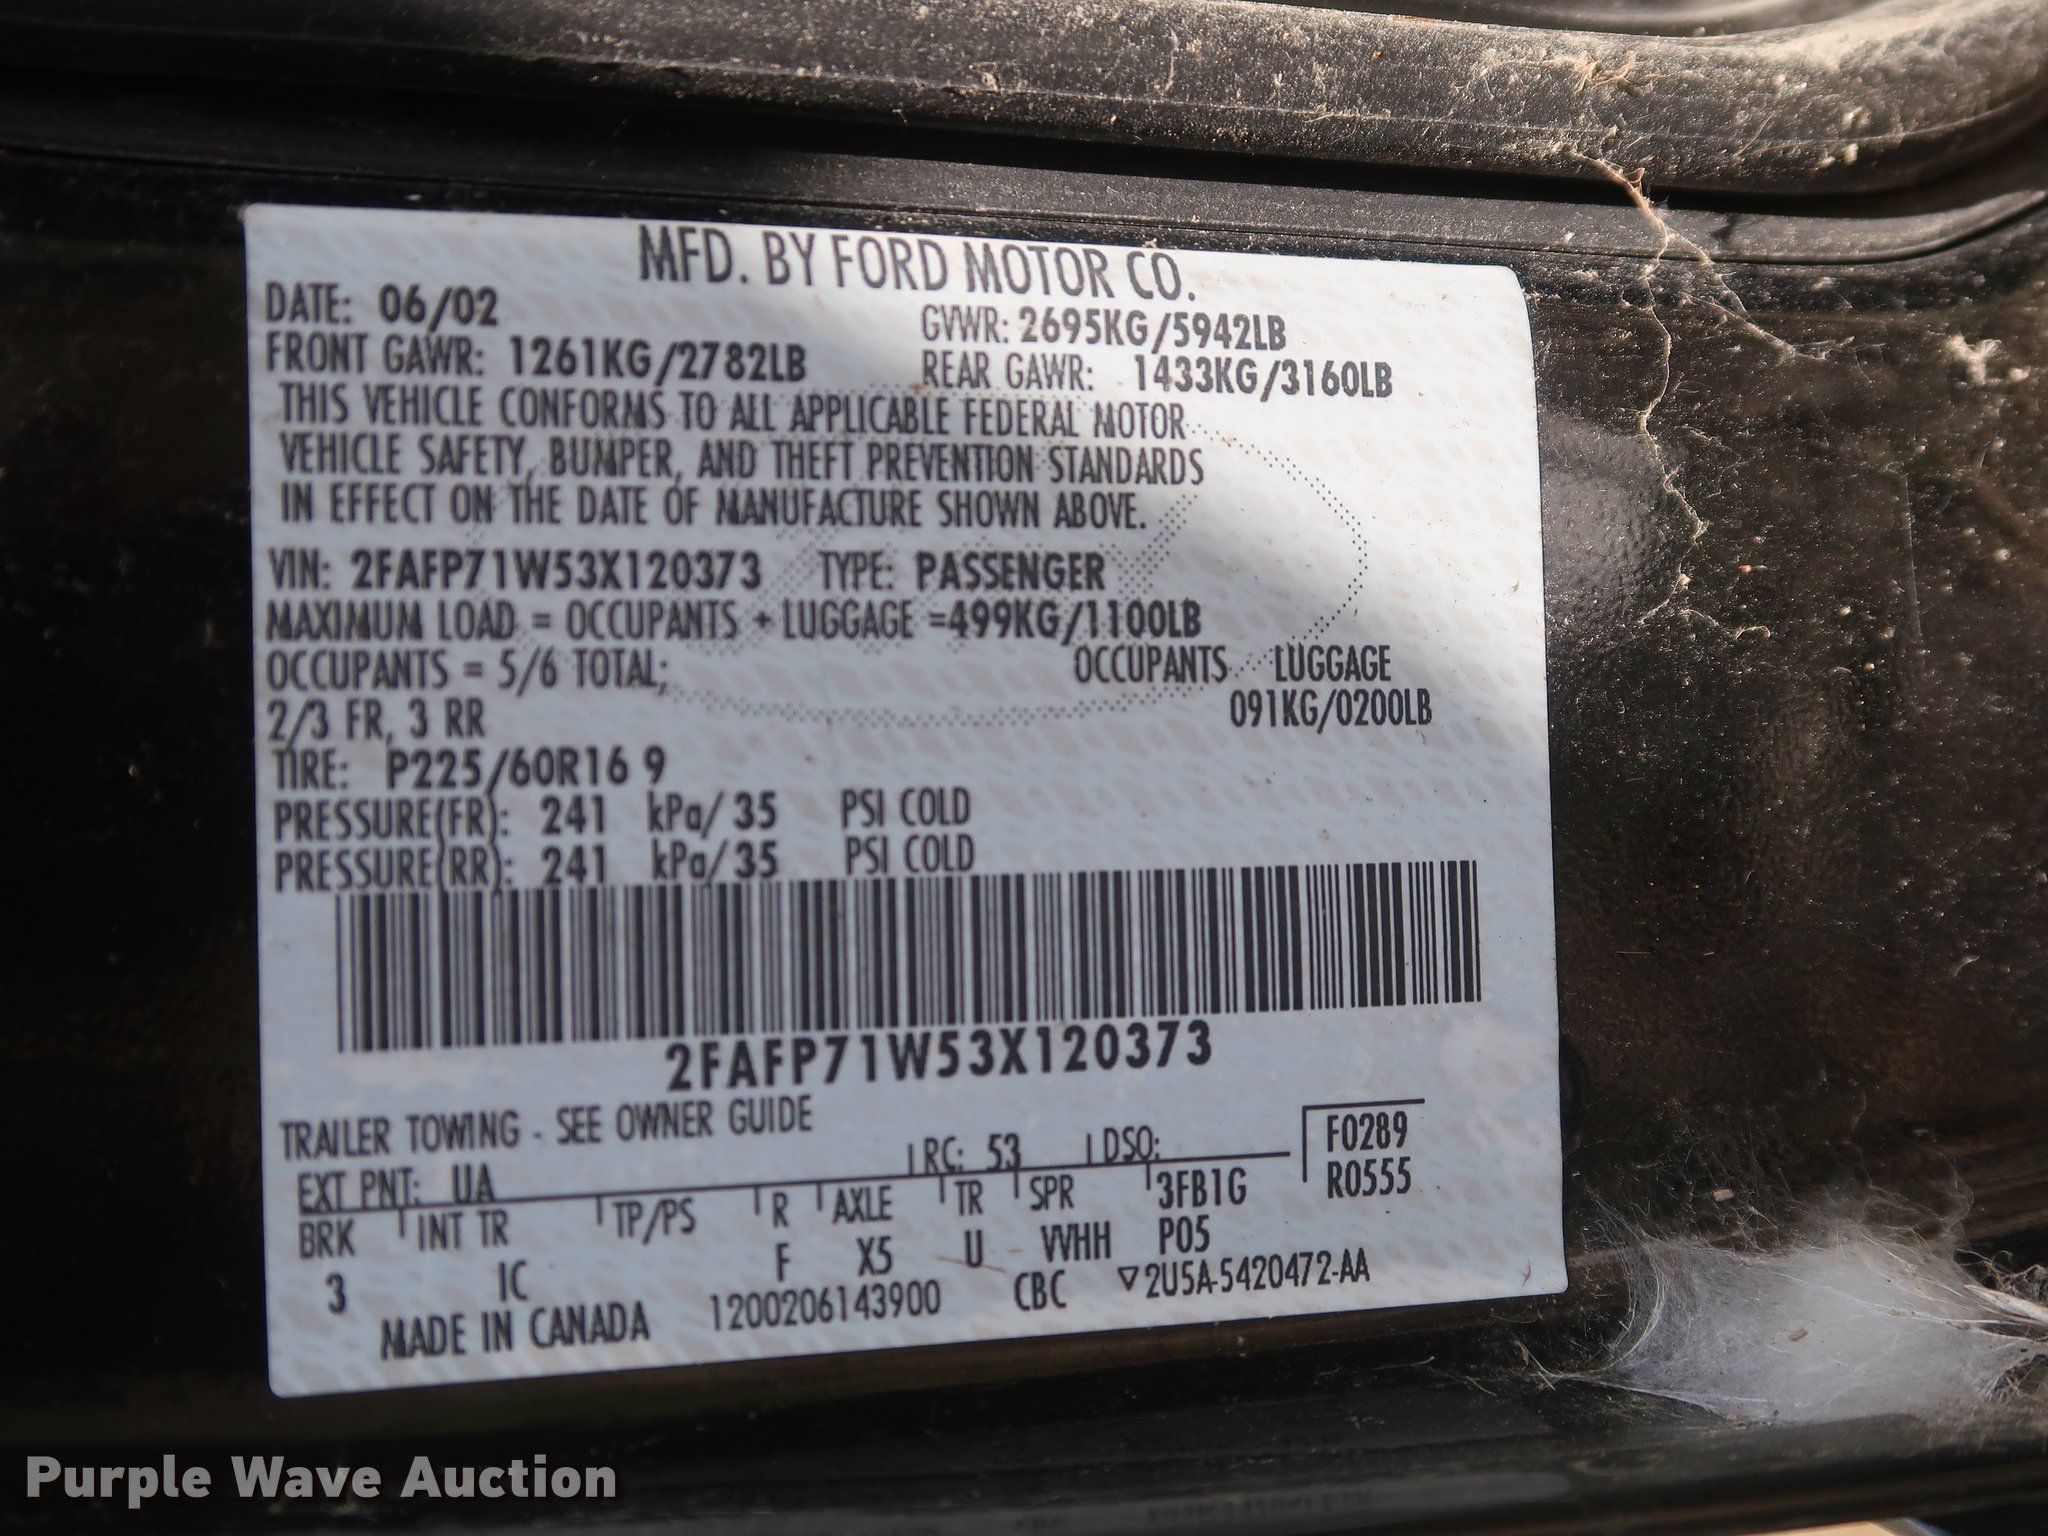 MFD. BY FORD MOTOR CO.
DATE: 06/02 GVWR: 2695KG/5942LB
FRONT GAWR: 1261KG/2782LB REAR GAWR: 1433KG/3160LB
THIS VEHICLE CONFORMS TO ALL APPLICABLE FEDERAL MOTOR
VEHICLE SAFETY, BUMPER, AND THEFT PREVENTION STANDARDS
IN EFFECT ON THE DATE OF MANUFACTURE SHOWN ABOVE.
VIN: 2FAFP71W53X120373 TYPE: PASSENGER
MAXIMUM LOAD = OCCUPANTS + LUGGAGE =499KG/1100LB
OCCUPANTS = 5/6 TOTAL; OCCUPANTS LUGGAGE
2/3 FR, 3 RR 091KG/0200LB
TIRE: P225/60R16 9
PRESSURE(FR): 241 kPa/ 35 PSI COLD
PRESSURE(RR): 241 kPa/ 35 PSI COLD
2FAFP71W53X120373
TRAILER TOWING - SEE OWNER GUIDE
EXT PNT: UA RC: 53 DSO: F0289
BRK INT TR TP/PS R AXLE TR SPR 3FB1G R0555
3 IC F X5 U VVHH P05
MADE IN CANADA 1200206143900 CBC ▽2U5A-5420472-AA
Purple Wave Auction